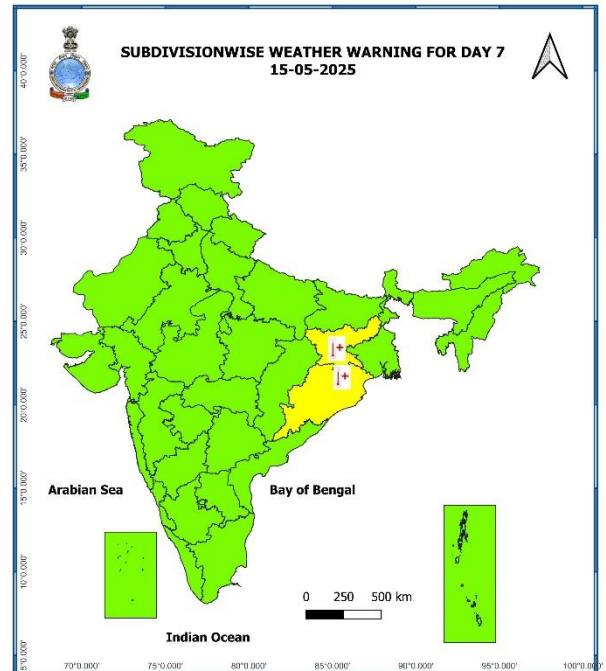 SUBDIVISIONWISE WEATHER WARNING FOR DAY 7
15-05-2025
40°0.000'
35°0.000'
30°0.000'
25°0.000'
20°0.000'
15°0.000'
10°0.000'
5°0.000'
Arabian Sea
Bay of Bengal
0 250 500 km
Indian Ocean
70°0.000' 75°0.000' 80°0.000' 85°0.000' 90°0.000' 95°0.000' 100°0.000'